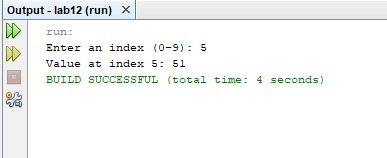 Output - lab12 (run)
run:
Enter an index (0-9): 5
Value at index 5: 51
BUILD SUCCESSFUL (total time: 4 seconds)